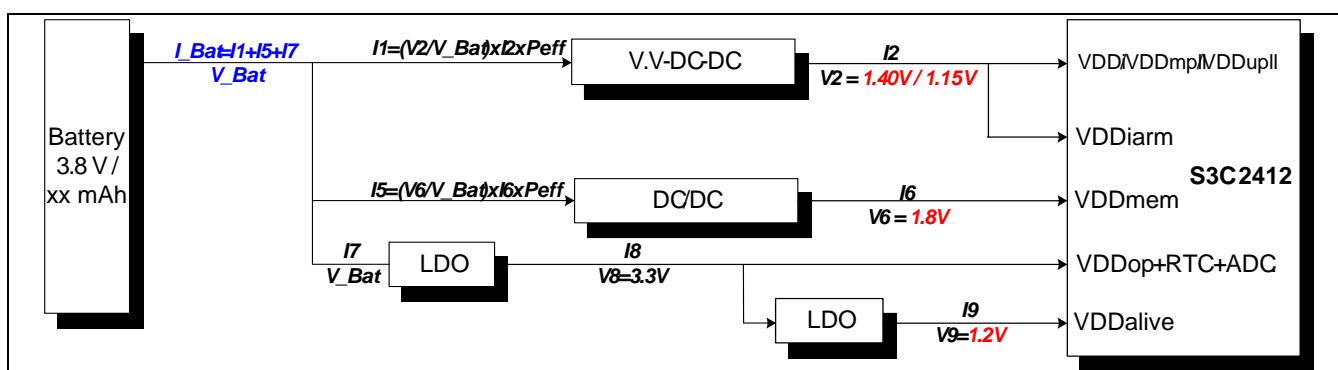 Battery
3.8 V /
xx mAh
I_Bat=I1+I5+I7
V_Bat
I1=(V2/V_Bat)xI2xPeff
V.V-DC-DC
I2
V2 = 1.40V / 1.15V
VDDi/VDDmpll/VDDupll
VDDiarm
S3C2412
I5=(V6/V_Bat)xI6xPeff
DC/DC
I6
V6 = 1.8V
VDDmem
I7
V_Bat
LDO
I8
V8=3.3V
VDDop+RTC+ADC
LDO
I9
V9=1.2V
VDDalive